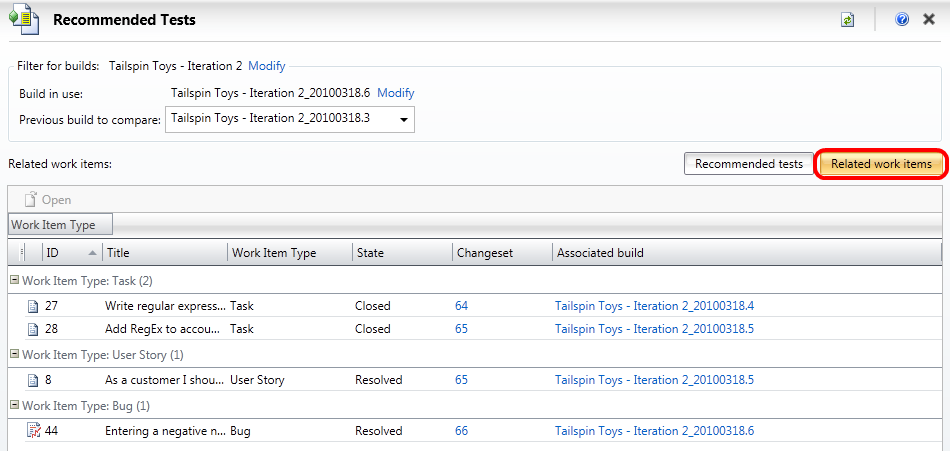 Recommended Tests
Filter for builds: Tailspin Toys - Iteration 2 Modify
Build in use: Tailspin Toys - Iteration 2_20100318.6 Modify
Previous build to compare: Tailspin Toys - Iteration 2_20100318.3
Related work items: Recommended tests Related work items
Open
Work Item Type
ID Title Work Item Type State Changeset Associated build
Work Item Type: Task (2)
27 Write regular express... Task Closed 64 Tailspin Toys - Iteration 2_20100318.4
28 Add RegEx to accou... Task Closed 65 Tailspin Toys - Iteration 2_20100318.5
Work Item Type: User Story (1)
8 As a customer I shou... User Story Resolved 65 Tailspin Toys - Iteration 2_20100318.5
Work Item Type: Bug (1)
44 Entering a negative n... Bug Resolved 66 Tailspin Toys - Iteration 2_20100318.6